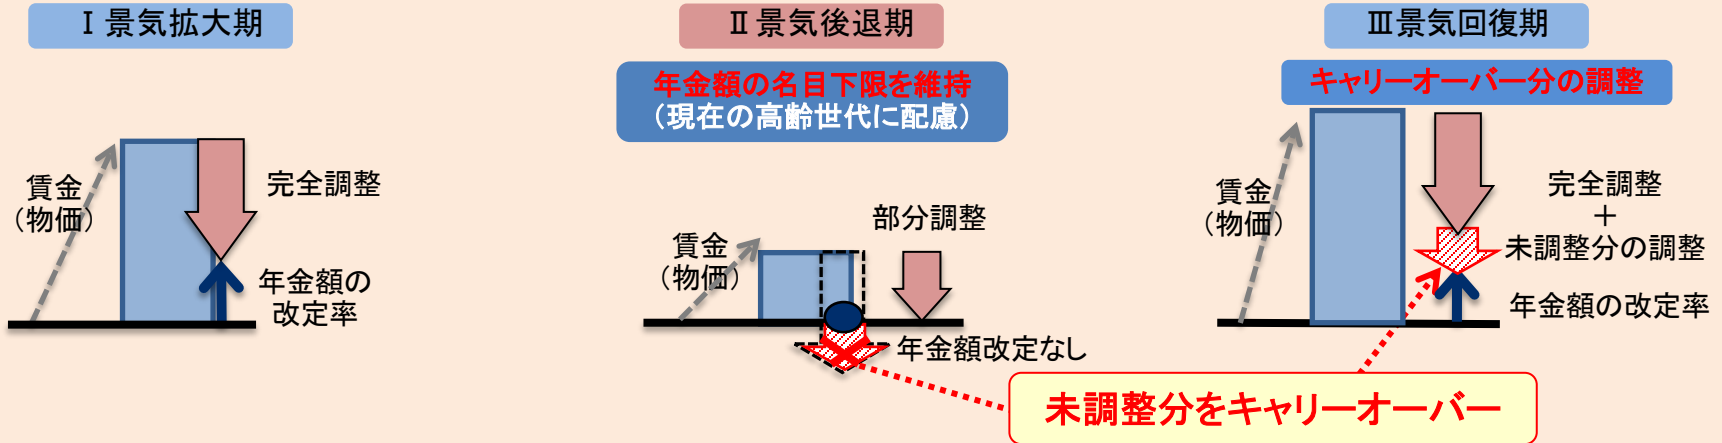 Ⅰ景気拡大期
賃金
（物価）
完全調整
年金額の
改定率
Ⅱ景気後退期
年金額の名目下限を維持
（現在の高齢世代に配慮）
賃金
（物価）
部分調整
年金額改定なし
Ⅲ景気回復期
キャリーオーバー分の調整
賃金
（物価）
完全調整
＋
未調整分の調整
年金額の改定率
未調整分をキャリーオーバー